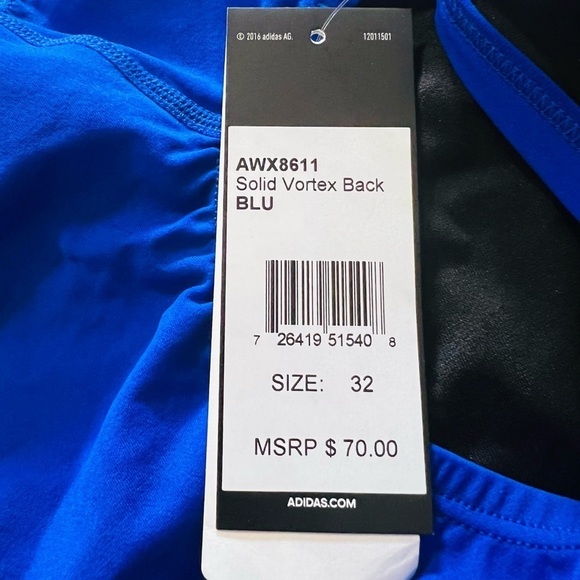 © 2016 adidas AG. 12011501
AWX8611
Solid Vortex Back
BLU
7 26419 51540 8
SIZE: 32
MSRP $ 70.00
ADIDAS.COM